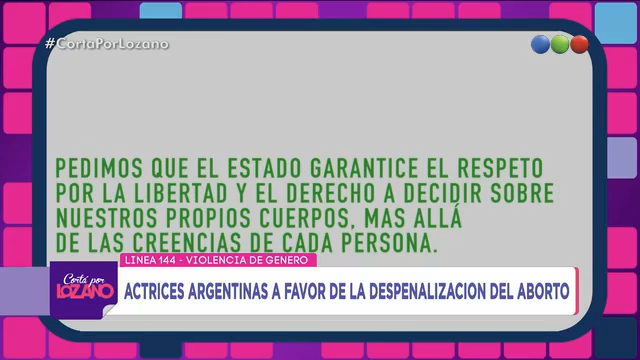 #CortaPorLozano
PEDIMOS QUE EL ESTADO GARANTICE EL RESPETO
POR LA LIBERTAD Y EL DERECHO A DECIDIR SOBRE
NUESTROS PROPIOS CUERPOS, MAS ALLÁ
DE LAS CREENCIAS DE CADA PERSONA.
LINEA 144 - VIOLENCIA DE GENERO
Cortá por
LOZANO
ACTRICES ARGENTINAS A FAVOR DE LA DESPENALIZACION DEL ABORTO